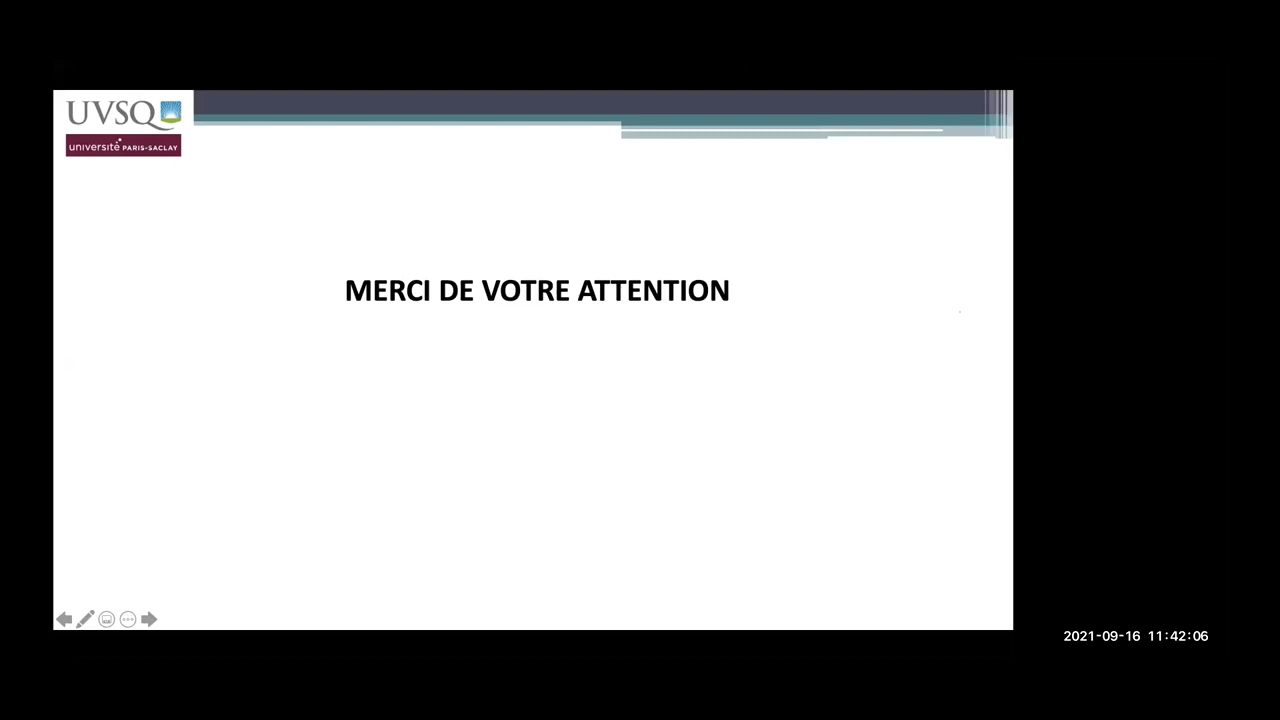 UVSQ
université PARIS-SACLAY
MERCI DE VOTRE ATTENTION
2021-09-16 11:42:06